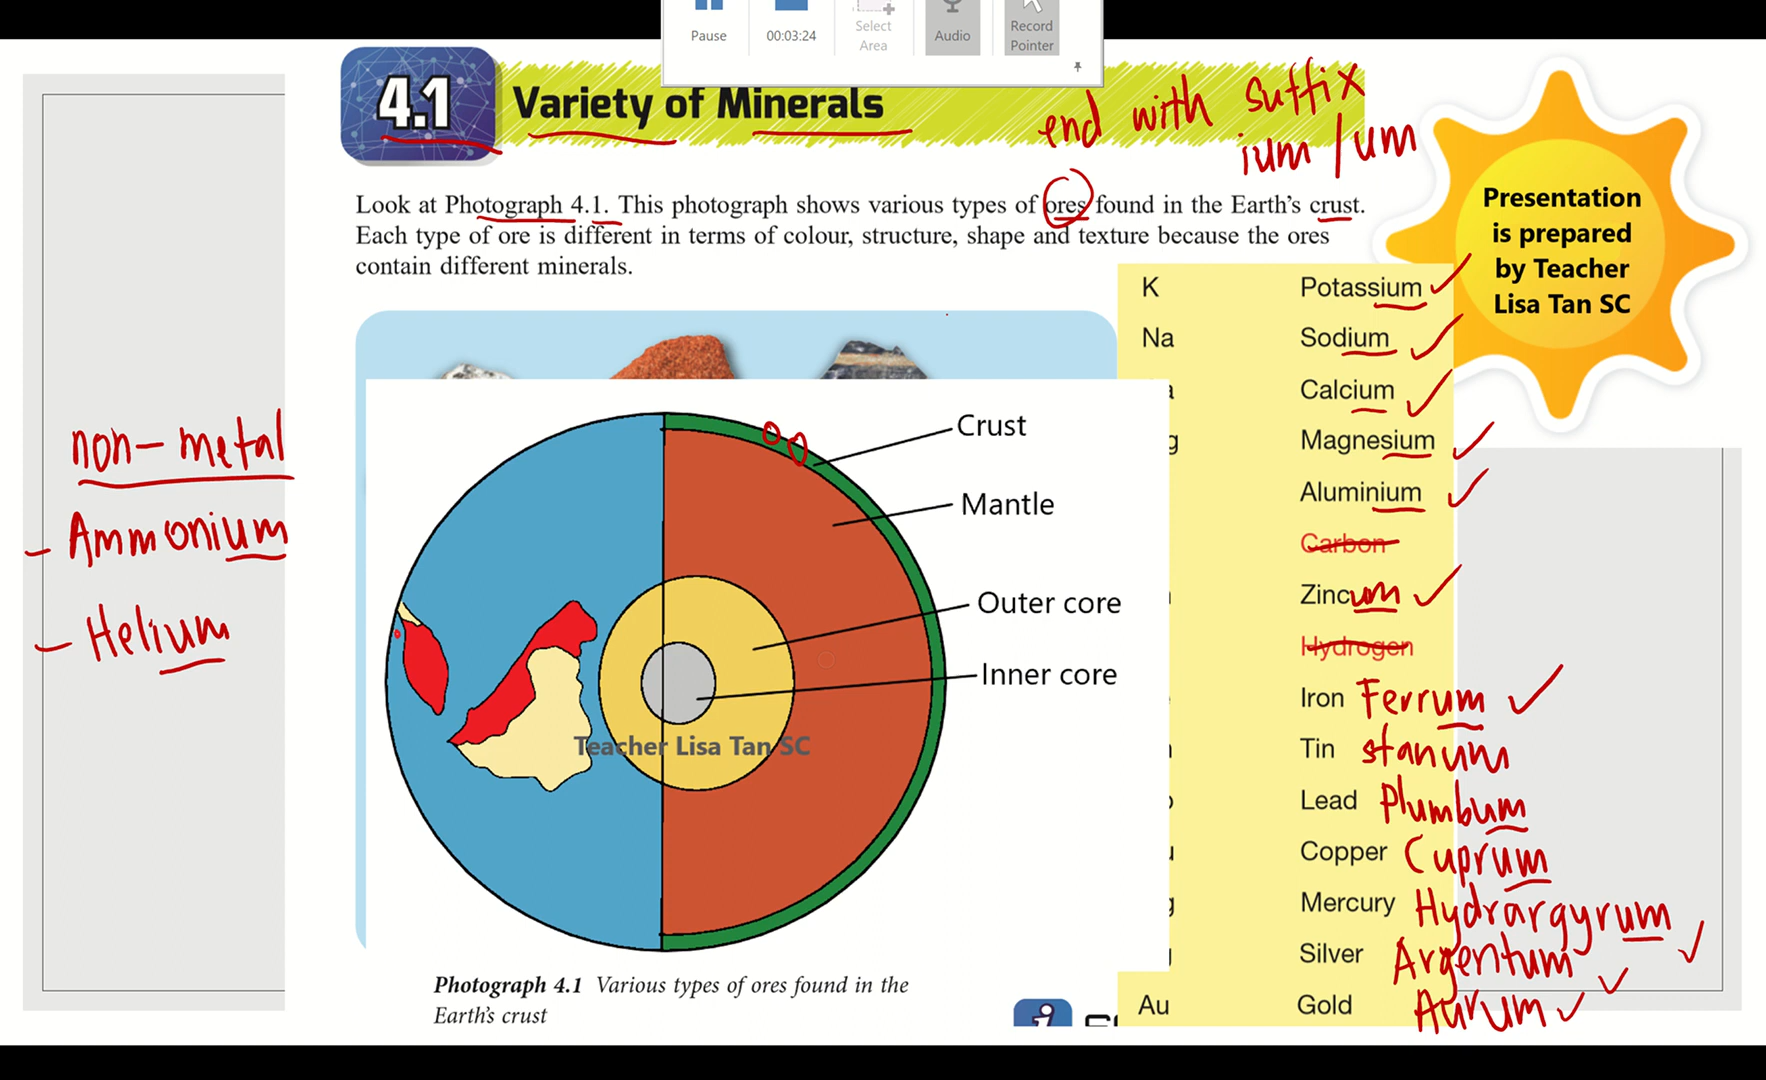 Pause
00:03:24
Select
Area
Audio
Record
Pointer
4.1 Variety of Minerals
end with suffix
ium / um
Look at Photograph 4.1. This photograph shows various types of ores found in the Earth's crust.
Each type of ore is different in terms of colour, structure, shape and texture because the ores
contain different minerals.
Presentation
is prepared
by Teacher
Lisa Tan SC
non-metal
- Ammonium
- Helium
Crust
Mantle
Outer core
Inner core
Teacher Lisa Tan SC
K Potassium
Na Sodium
Calcium
Magnesium
Aluminium
Carbon
Zincum
Hydrogen
Iron Ferrum
Tin stanum
Lead Plumbum
Copper Cuprum
Mercury Hydrargyrum
Silver Argentum
Au Gold Aurum
Photograph 4.1 Various types of ores found in the
Earth's crust